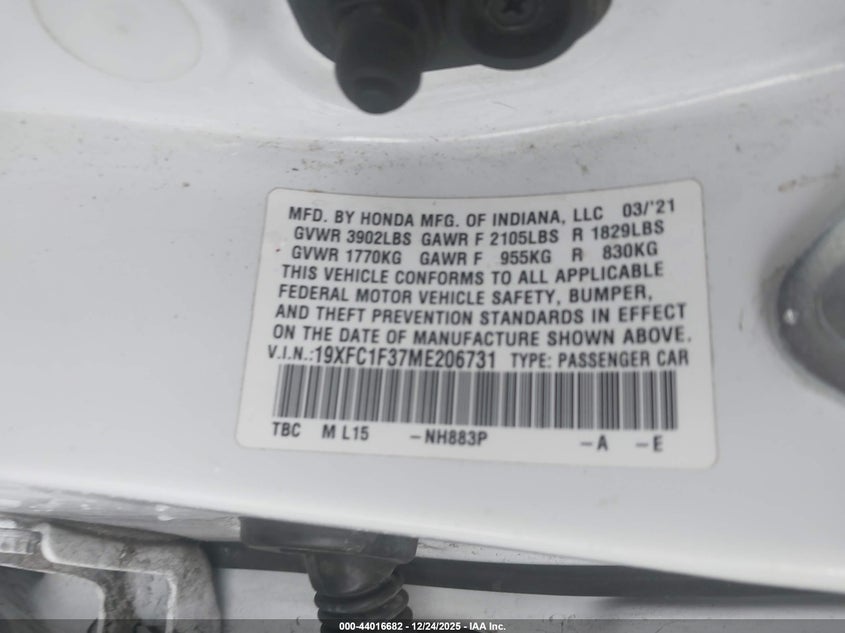 MFD. BY HONDA MFG. OF INDIANA, LLC 03/'21
GVWR 3902LBS GAWR F 2105LBS R 1829LBS
GVWR 1770KG GAWR F 955KG R 830KG
THIS VEHICLE CONFORMS TO ALL APPLICABLE
FEDERAL MOTOR VEHICLE SAFETY, BUMPER,
AND THEFT PREVENTION STANDARDS IN EFFECT
ON THE DATE OF MANUFACTURE SHOWN ABOVE.
V.I.N.:19XFC1F37ME206731 TYPE: PASSENGER CAR
TBC M L15 -NH883P -A -E
000-44016682 - 12/24/2025 - IAA Inc.